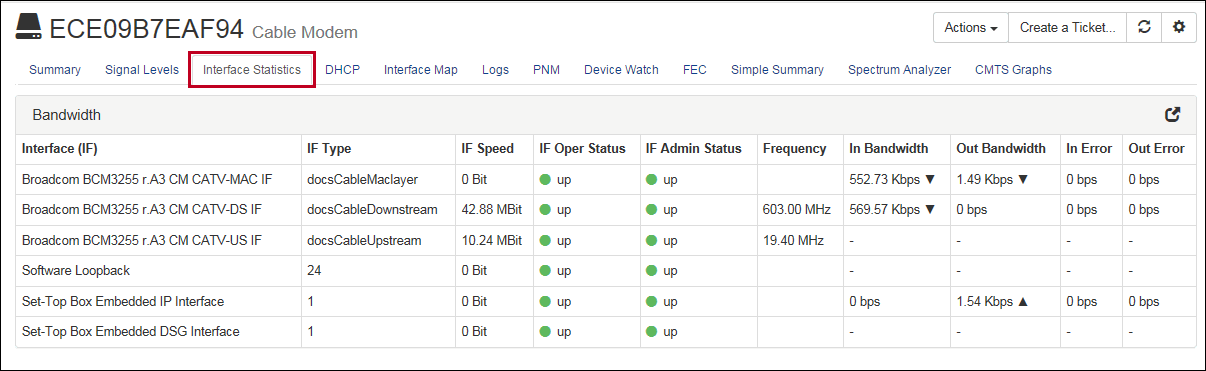 ECE09B7EAF94 Cable Modem
Actions Create a Ticket...
Summary Signal Levels Interface Statistics DHCP Interface Map Logs PNM Device Watch FEC Simple Summary Spectrum Analyzer CMTS Graphs
Bandwidth
Interface (IF) IF Type IF Speed IF Oper Status IF Admin Status Frequency In Bandwidth Out Bandwidth In Error Out Error
Broadcom BCM3255 r.A3 CM CATV-MAC IF docsCableMaclayer 0 Bit up up 552.73 Kbps ▼ 1.49 Kbps ▼ 0 bps 0 bps
Broadcom BCM3255 r.A3 CM CATV-DS IF docsCableDownstream 42.88 MBit up up 603.00 MHz 569.57 Kbps ▼ 0 bps 0 bps 0 bps
Broadcom BCM3255 r.A3 CM CATV-US IF docsCableUpstream 10.24 MBit up up 19.40 MHz - - - -
Software Loopback 24 0 Bit up up - - - -
Set-Top Box Embedded IP Interface 1 0 Bit up up 0 bps 1.54 Kbps ▲ 0 bps 0 bps
Set-Top Box Embedded DSG Interface 1 0 Bit up up - - - -